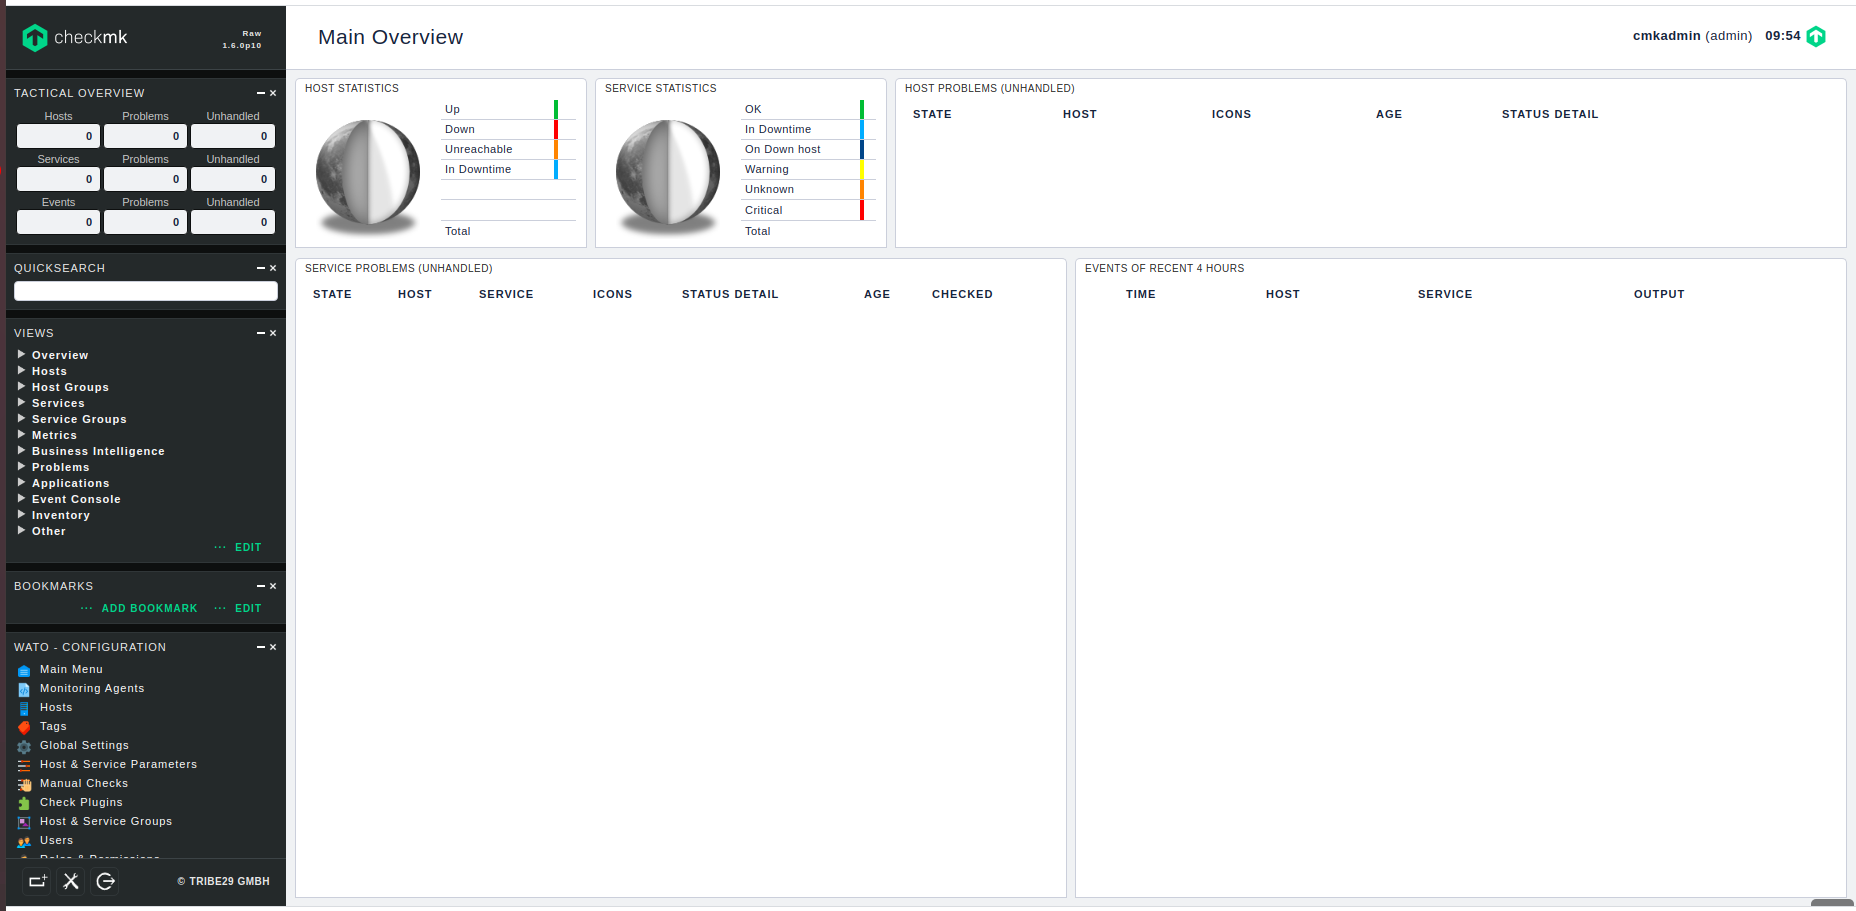 checkmk
Raw
1.6.0p10
Main Overview
cmkadmin (admin) 09:54
TACTICAL OVERVIEW
Hosts Problems Unhandled
0 0 0
Services Problems Unhandled
0 0 0
Events Problems Unhandled
0 0 0
QUICKSEARCH
VIEWS
Overview
Hosts
Host Groups
Services
Service Groups
Metrics
Business Intelligence
Problems
Applications
Event Console
Inventory
Other
... EDIT
BOOKMARKS
... ADD BOOKMARK ... EDIT
WATO - CONFIGURATION
Main Menu
Monitoring Agents
Hosts
Tags
Global Settings
Host & Service Parameters
Manual Checks
Check Plugins
Host & Service Groups
Users
Roles & Permissions
© TRIBE29 GMBH
HOST STATISTICS
Up
Down
Unreachable
In Downtime
Total
SERVICE STATISTICS
OK
In Downtime
On Down host
Warning
Unknown
Critical
Total
HOST PROBLEMS (UNHANDLED)
STATE HOST ICONS AGE STATUS DETAIL
SERVICE PROBLEMS (UNHANDLED)
STATE HOST SERVICE ICONS STATUS DETAIL AGE CHECKED
EVENTS OF RECENT 4 HOURS
TIME HOST SERVICE OUTPUT